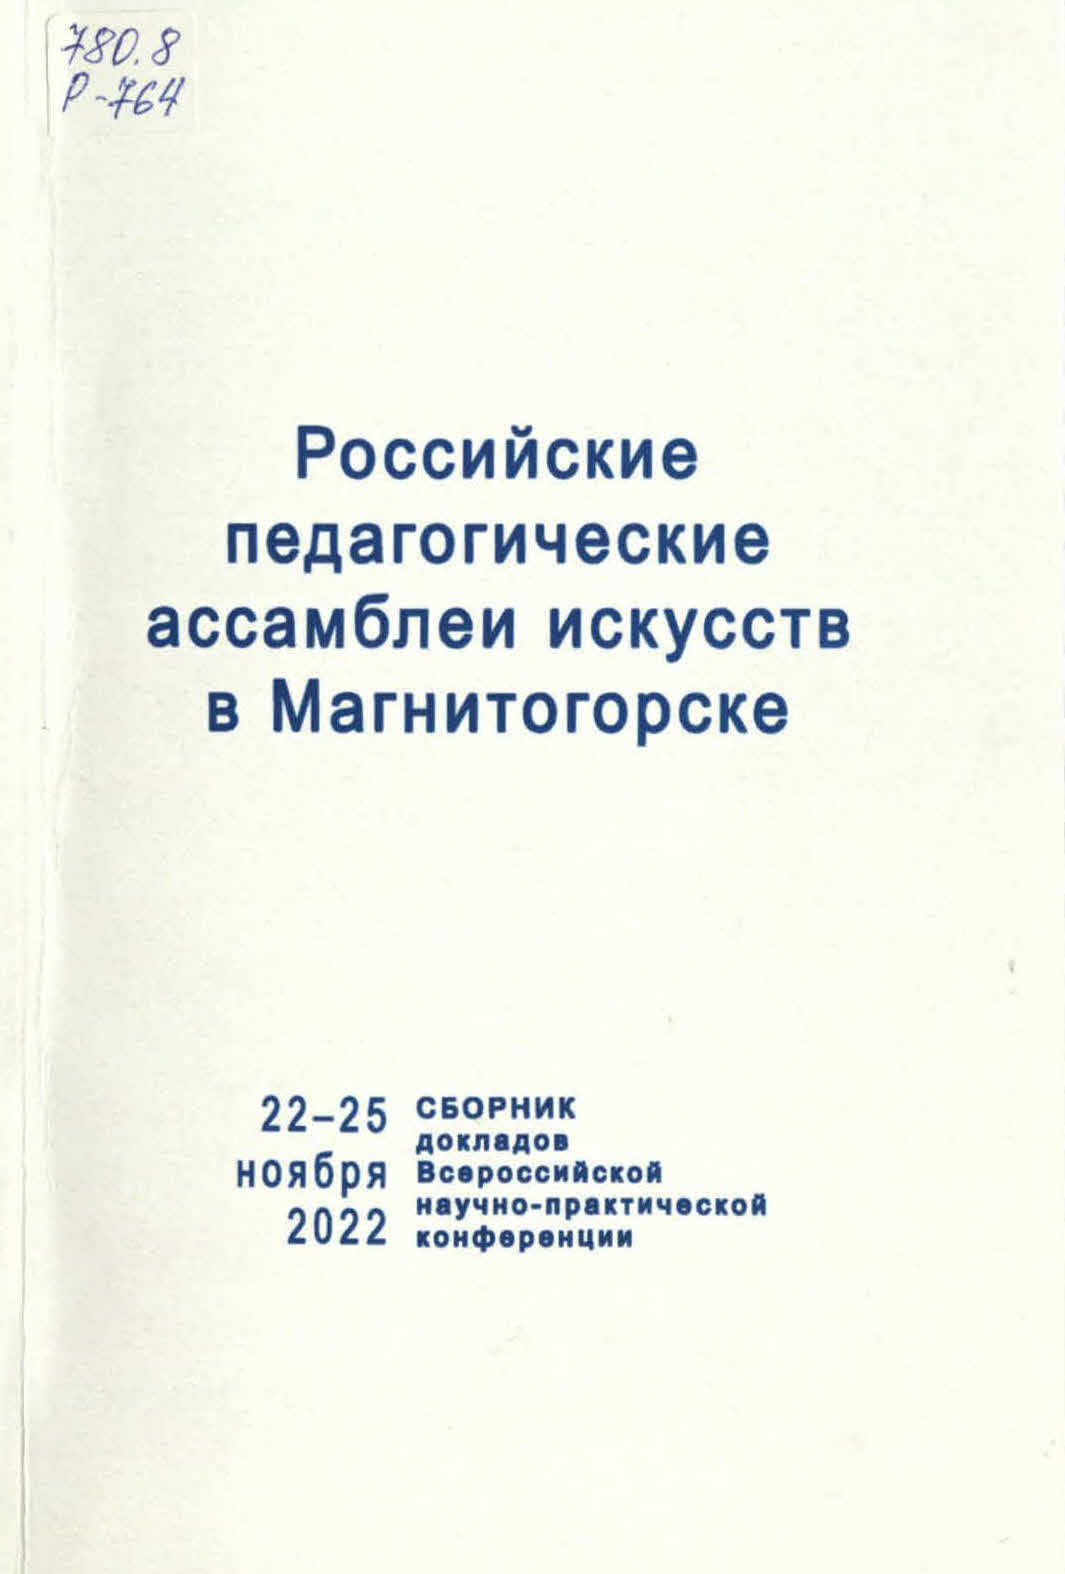 780.8
Р-764
Российские
педагогические
ассамблеи искусств
в Магнитогорске
22–25
ноября
2022
СБОРНИК
докладов
Всероссийской
научно-практической
конференции